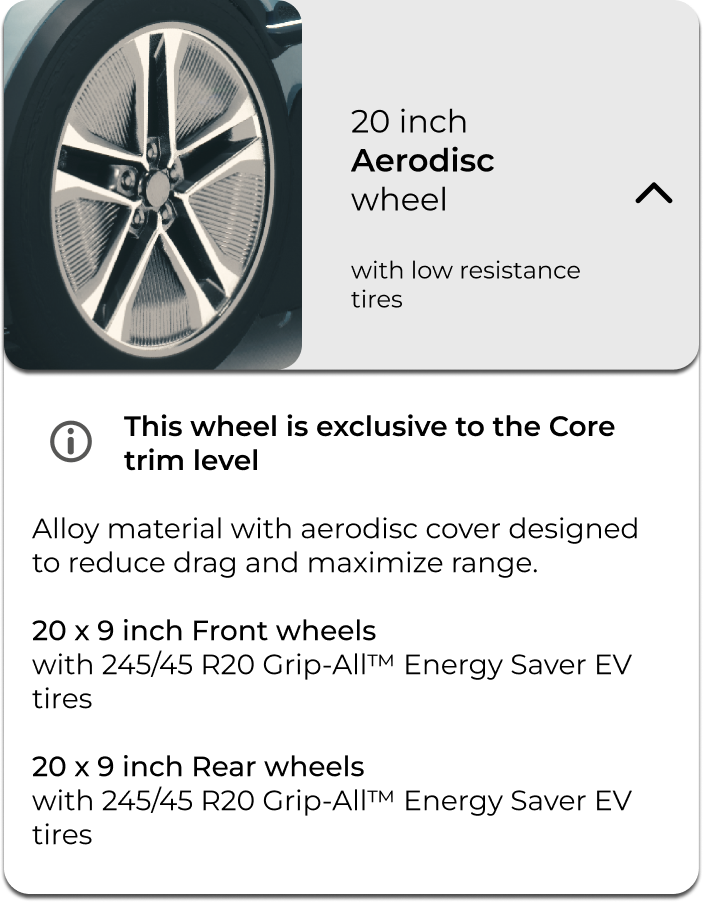 20 inch
Aerodisc
wheel
with low resistance
tires
This wheel is exclusive to the Core
trim level
Alloy material with aerodisc cover designed
to reduce drag and maximize range.
20 x 9 inch Front wheels
with 245/45 R20 Grip-All™ Energy Saver EV
tires
20 x 9 inch Rear wheels
with 245/45 R20 Grip-All™ Energy Saver EV
tires